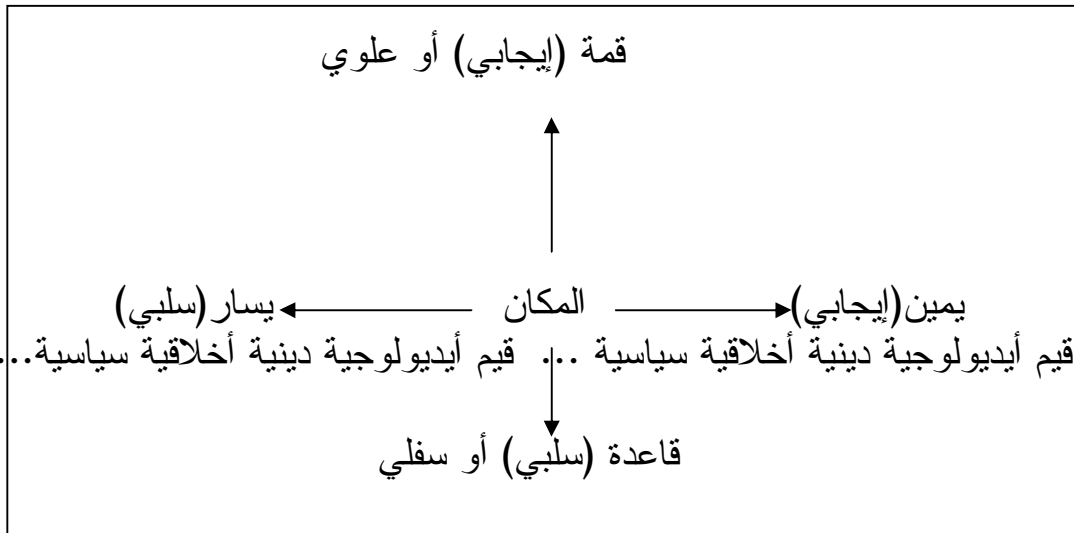 قمة (إيجابي) أو علوي
يمين(إيجابي) المكان يسار(سلبي)
قيم أيديولوجية دينية أخلاقية سياسية ... قيم أيديولوجية دينية أخلاقية سياسية...
قاعدة (سلبي) أو سفلي